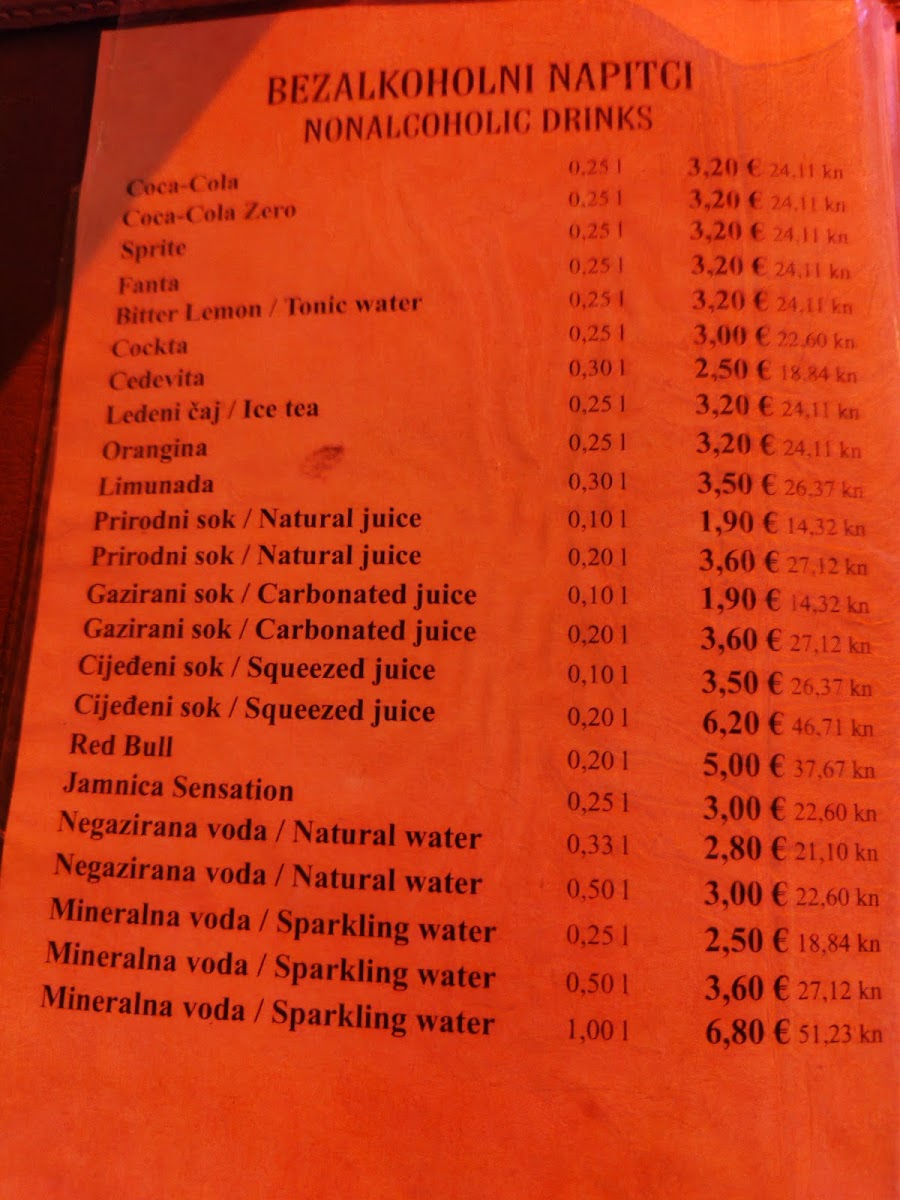 BEZALKOHOLNI NAPITCI
NONALCOHOLIC DRINKS
Coca-Cola 0,25 l 3,20 € 24,11 kn
Coca-Cola Zero 0,25 l 3,20 € 24,11 kn
Sprite 0,25 l 3,20 € 24,11 kn
Fanta 0,25 l 3,20 € 24,11 kn
Bitter Lemon / Tonic water 0,25 l 3,20 € 24,11 kn
Cockta 0,25 l 3,00 € 22,60 kn
Cedevita 0,30 l 2,50 € 18,84 kn
Ledeni čaj / Ice tea 0,25 l 3,20 € 24,11 kn
Orangina 0,25 l 3,20 € 24,11 kn
Limunada 0,30 l 3,50 € 26,37 kn
Prirodni sok / Natural juice 0,10 l 1,90 € 14,32 kn
Prirodni sok / Natural juice 0,20 l 3,60 € 27,12 kn
Gazirani sok / Carbonated juice 0,10 l 1,90 € 14,32 kn
Gazirani sok / Carbonated juice 0,20 l 3,60 € 27,12 kn
Cijeđeni sok / Squeezed juice 0,10 l 3,50 € 26,37 kn
Cijeđeni sok / Squeezed juice 0,20 l 6,20 € 46,71 kn
Red Bull 0,20 l 5,00 € 37,67 kn
Jamnica Sensation 0,25 l 3,00 € 22,60 kn
Negazirana voda / Natural water 0,33 l 2,80 € 21,10 kn
Negazirana voda / Natural water 0,50 l 3,00 € 22,60 kn
Mineralna voda / Sparkling water 0,25 l 2,50 € 18,84 kn
Mineralna voda / Sparkling water 0,50 l 3,60 € 27,12 kn
Mineralna voda / Sparkling water 1,00 l 6,80 € 51,23 kn